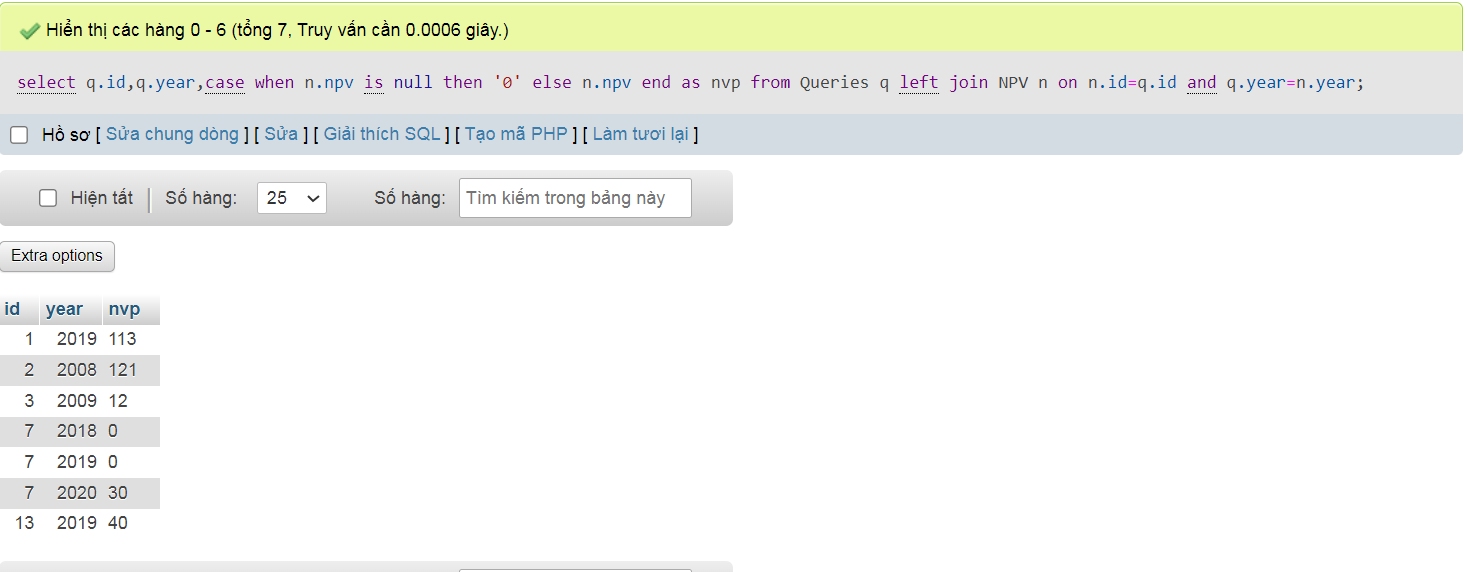 Hiển thị các hàng 0 - 6 (tổng 7, Truy vấn cần 0.0006 giây.)
select q.id,q.year,case when n.npv is null then '0' else n.npv end as nvp from Queries q left join NPV n on n.id=q.id and q.year=n.year;
Hồ sơ [ Sửa chung dòng ] [ Sửa ] [ Giải thích SQL ] [ Tạo mã PHP ] [ Làm tươi lại ]
Hiện tất Số hàng: 25 Số hàng: Tìm kiếm trong bảng này
Extra options
id year nvp
1 2019 113
2 2008 121
3 2009 12
7 2018 0
7 2019 0
7 2020 30
13 2019 40